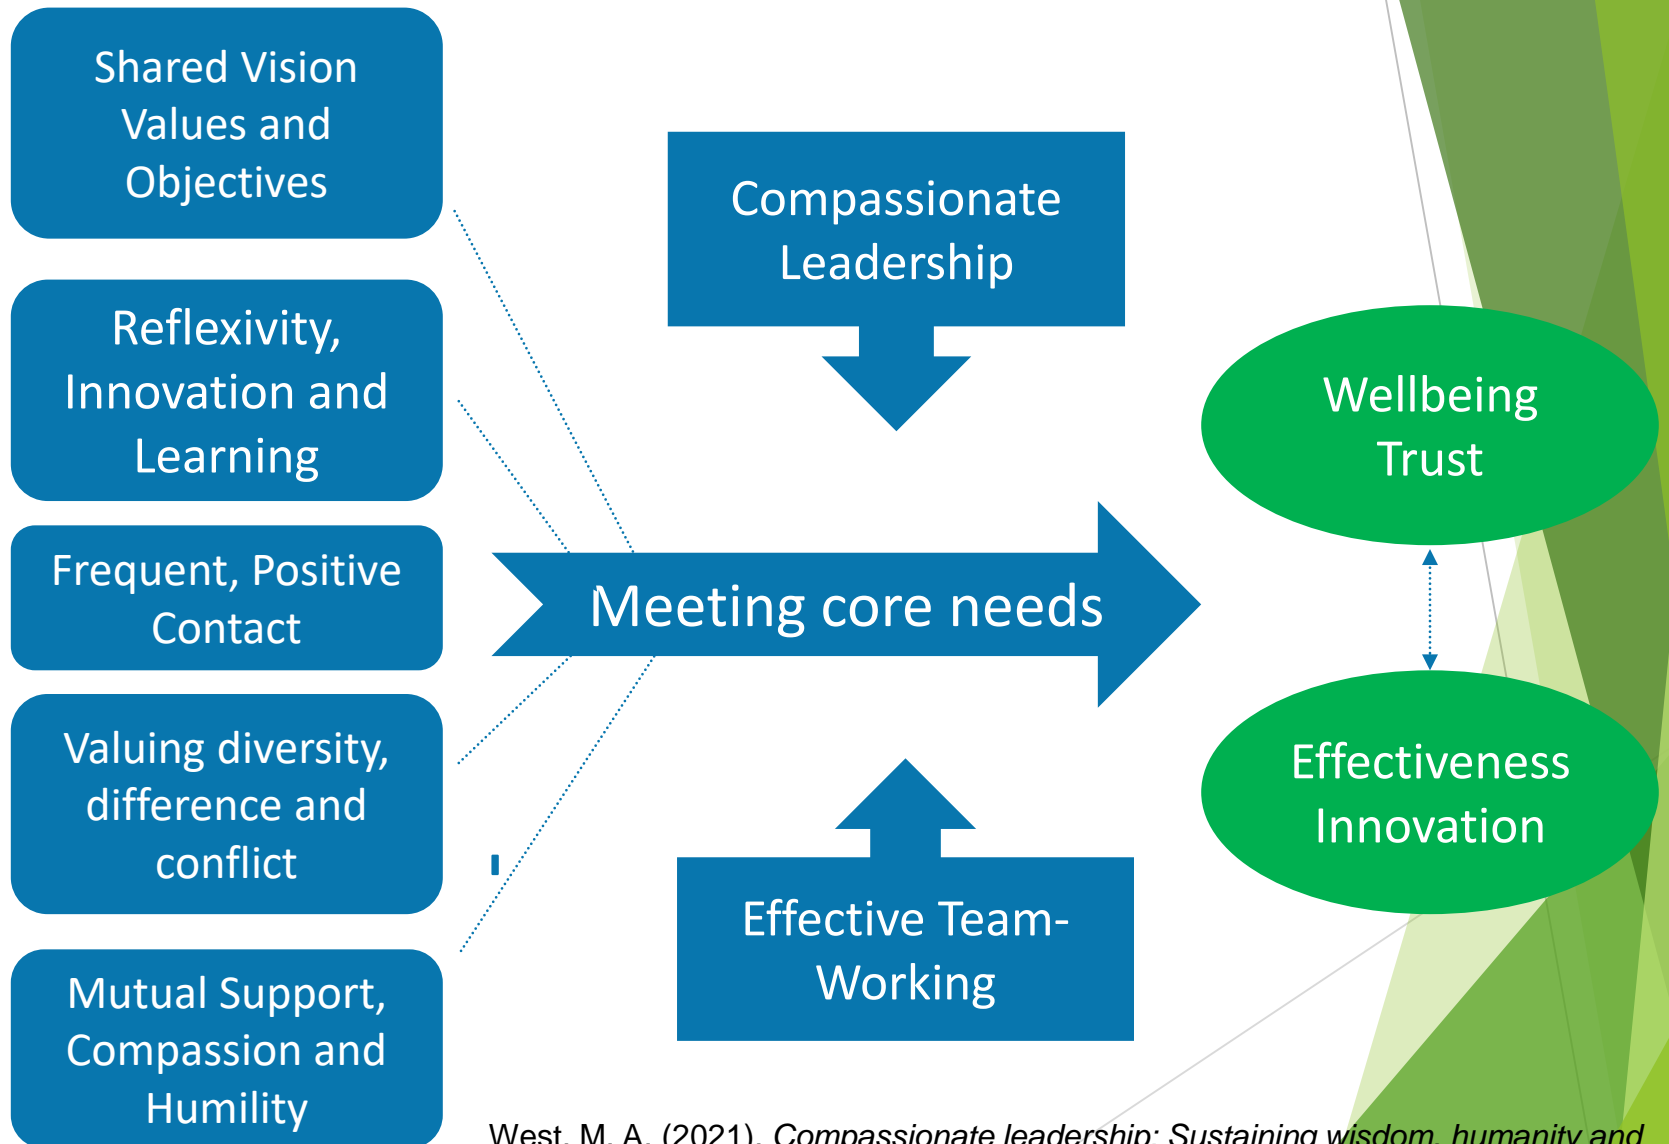 Shared Vision
Values and
Objectives
Reflexivity,
Innovation and
Learning
Frequent, Positive
Contact
Valuing diversity,
difference and
conflict
Mutual Support,
Compassion and
Humility
Compassionate
Leadership
Meeting core needs
Effective Team-
Working
Wellbeing
Trust
Effectiveness
Innovation
West, M. A. (2021). Compassionate leadership: Sustaining wisdom, humanity and